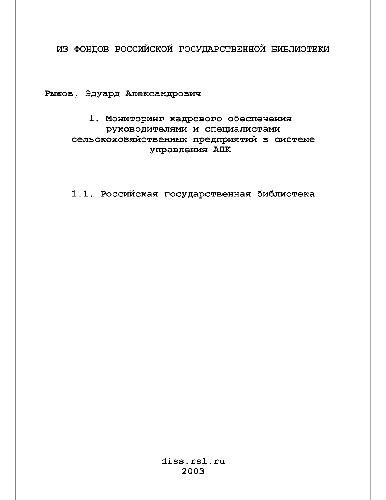 ИЗ ФОНДОВ РОССИЙСКОЙ ГОСУДАРСТВЕННОЙ БИБЛИОТЕКИ
Рыжов, Эдуард Александрович
1. Мониторинг кадрового обеспечения
руководителями и специалистами
сельскохозяйственных предприятий в системе
управления АПК
1.1. Российская государственная библиотека
diss.rsl.ru
2003